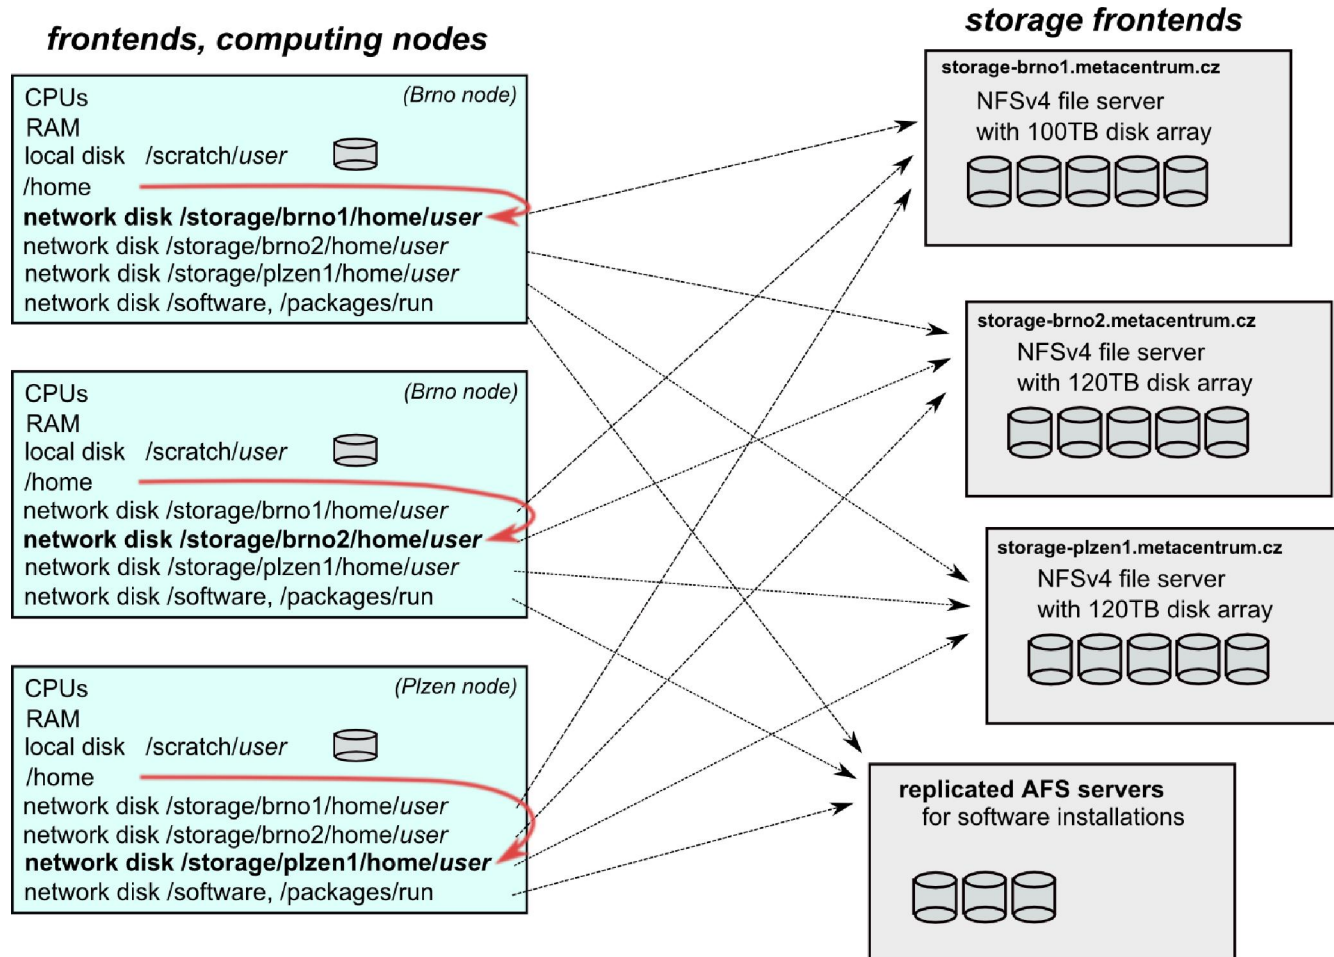 frontends, computing nodes
CPUs (Brno node)
RAM
local disk /scratch/user
/home
network disk /storage/brno1/home/user
network disk /storage/brno2/home/user
network disk /storage/plzen1/home/user
network disk /software, /packages/run
CPUs (Brno node)
RAM
local disk /scratch/user
/home
network disk /storage/brno1/home/user
network disk /storage/brno2/home/user
network disk /storage/plzen1/home/user
network disk /software, /packages/run
CPUs (Plzen node)
RAM
local disk /scratch/user
/home
network disk /storage/brno1/home/user
network disk /storage/brno2/home/user
network disk /storage/plzen1/home/user
network disk /software, /packages/run
storage frontends
storage-brno1.metacentrum.cz
NFSv4 file server
with 100TB disk array
storage-brno2.metacentrum.cz
NFSv4 file server
with 120TB disk array
storage-plzen1.metacentrum.cz
NFSv4 file server
with 120TB disk array
replicated AFS servers
for software installations